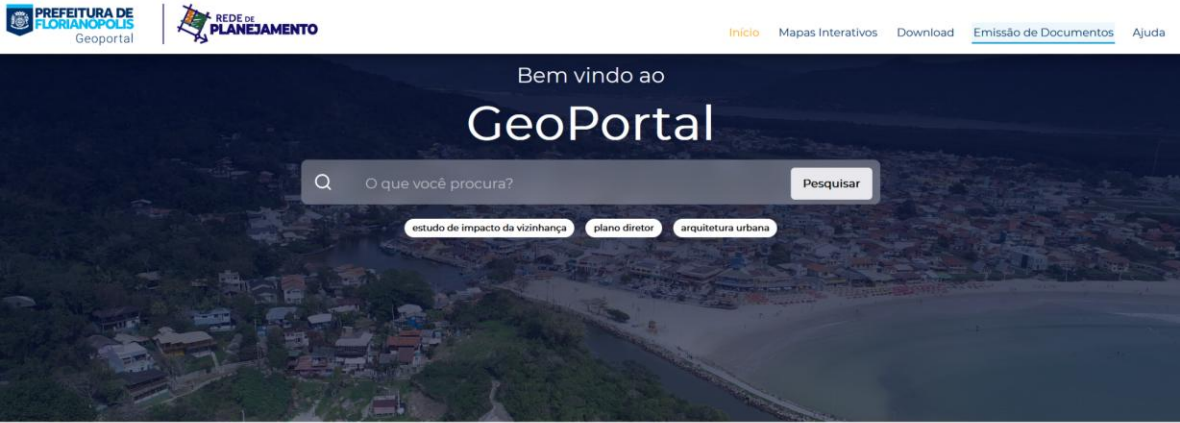 PREFEITURA DE
FLORIANÓPOLIS
Geoportal
REDE DE
PLANEJAMENTO
Início Mapas Interativos Download Emissão de Documentos Ajuda
Bem vindo ao
GeoPortal
O que você procura?
Pesquisar
estudo de impacto da vizinhança
plano diretor
arquitetura urbana